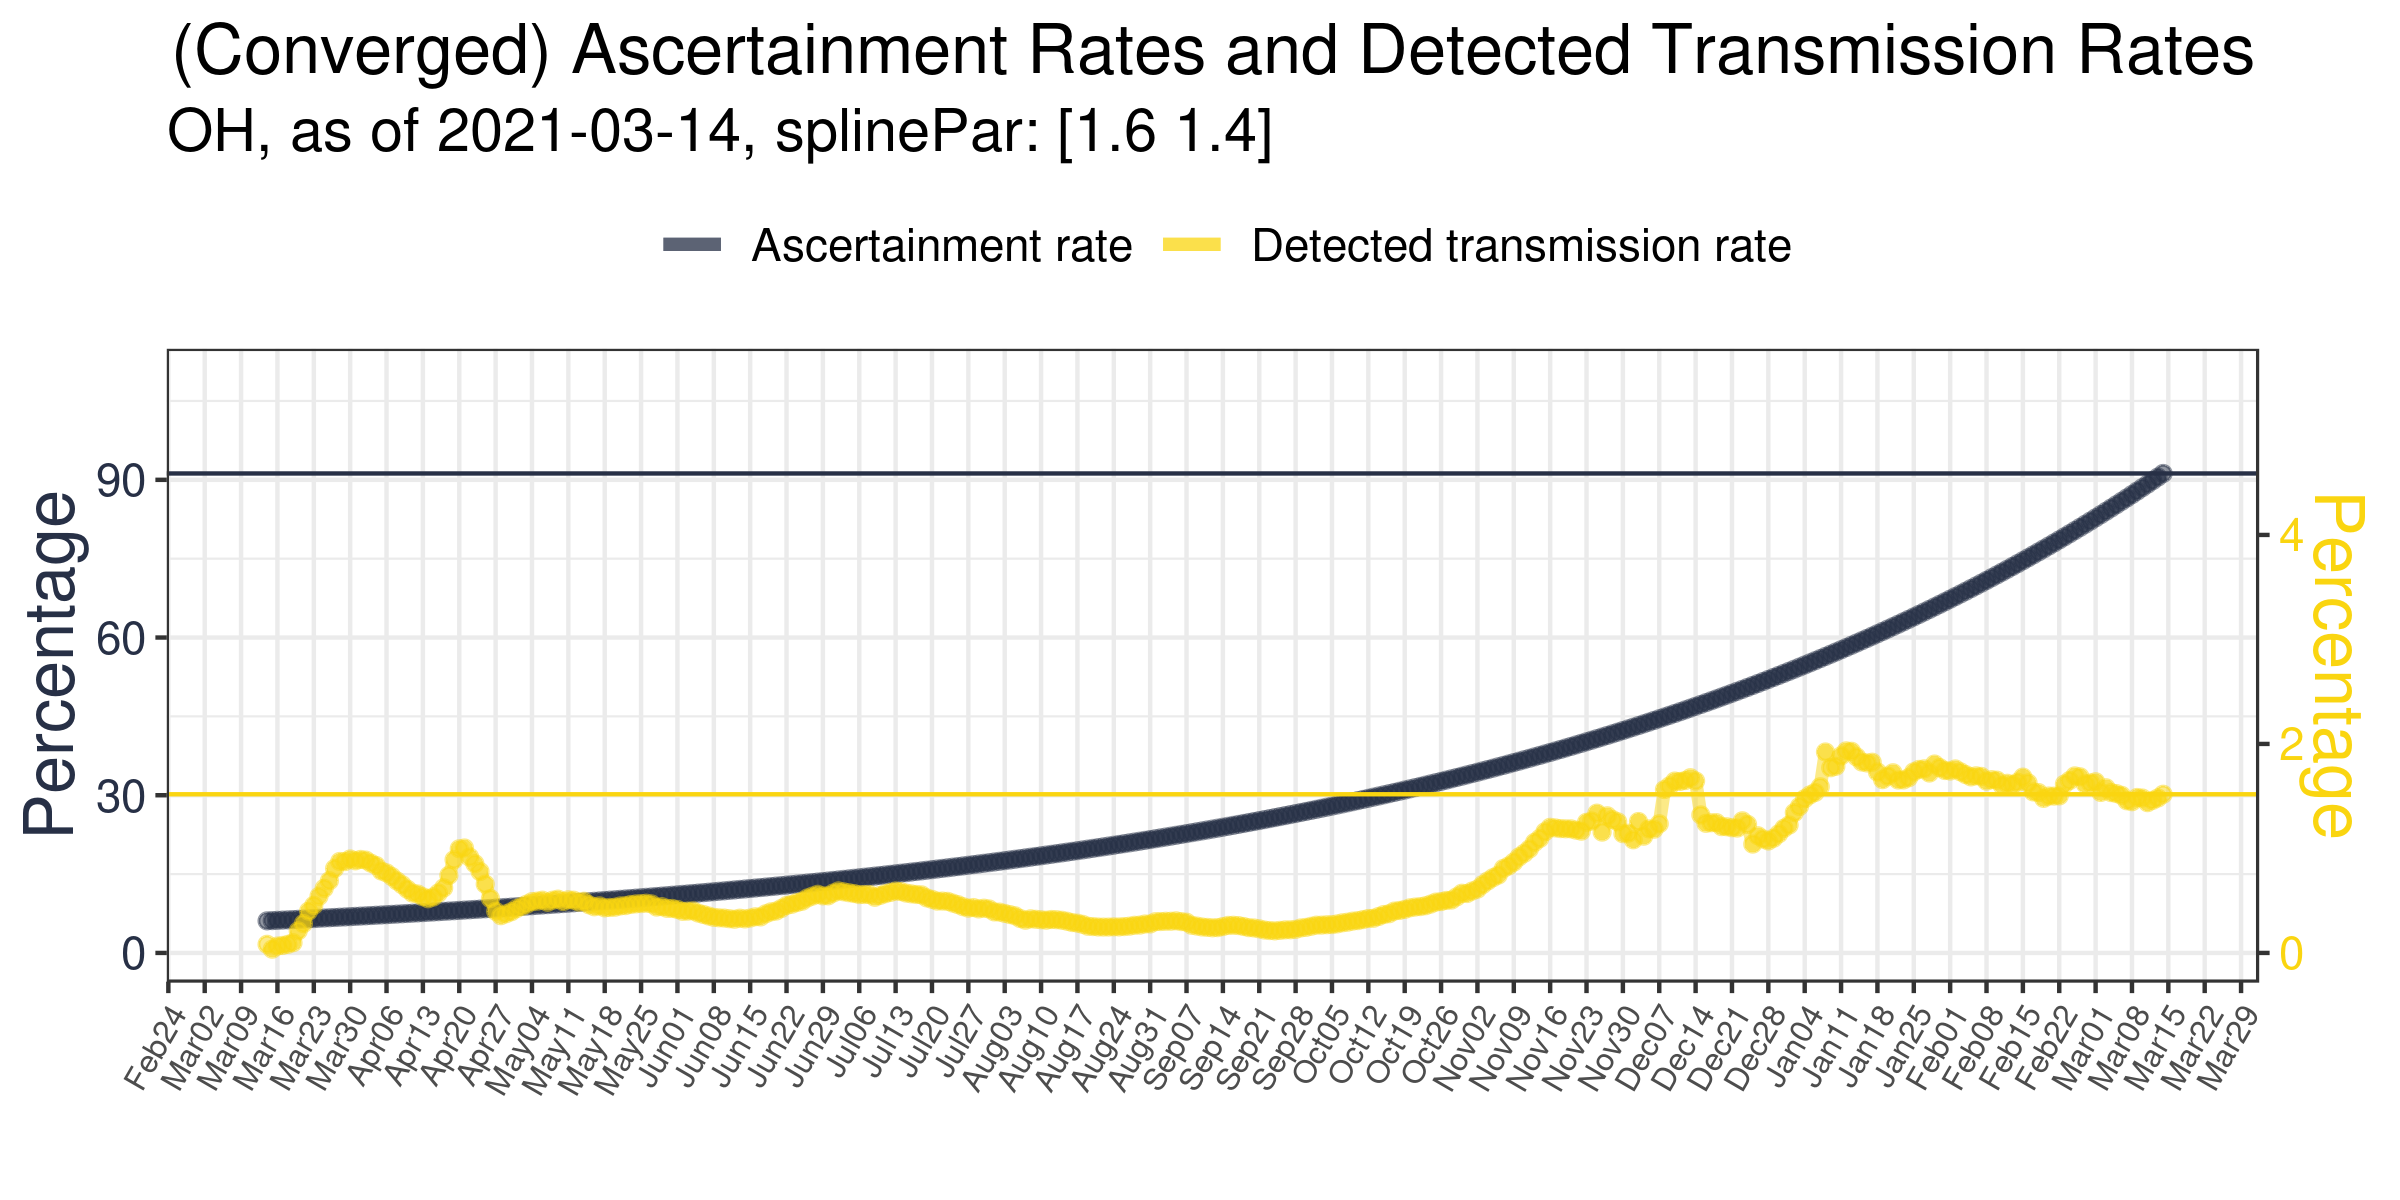 (Converged) Ascertainment Rates and Detected Transmission Rates
OH, as of 2021-03-14, splinePar: [1.6 1.4]
Ascertainment rate Detected transmission rate
Percentage
90
60
30
0
4
2
0
Percentage
Feb24 Mar02 Mar09 Mar16 Mar23 Mar30 Apr06 Apr13 Apr20 Apr27 May04 May11 May18 May25 Jun01 Jun08 Jun15 Jun22 Jun29 Jul06 Jul13 Jul20 Jul27 Aug03 Aug10 Aug17 Aug24 Aug31 Sep07 Sep14 Sep21 Sep28 Oct05 Oct12 Oct19 Oct26 Nov02 Nov09 Nov16 Nov23 Nov30 Dec07 Dec14 Dec21 Dec28 Jan04 Jan11 Jan18 Jan25 Feb01 Feb08 Feb15 Feb22 Mar01 Mar08 Mar15 Mar22 Mar29